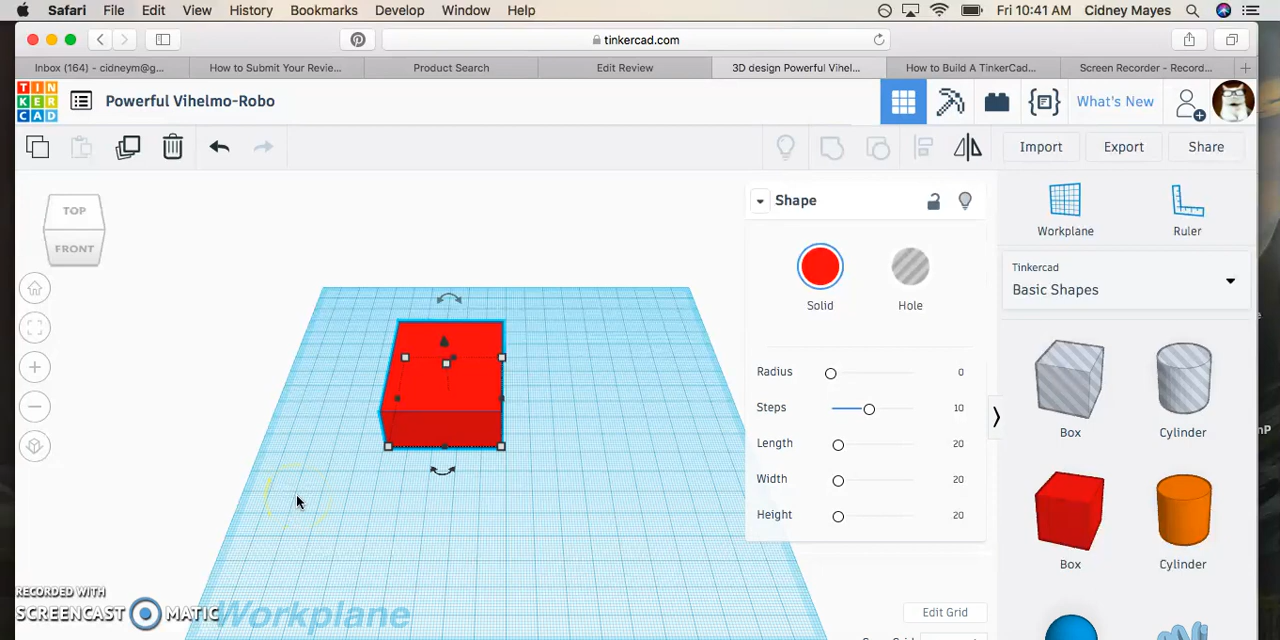 Safari File Edit View History Bookmarks Develop Window Help Fri 10:41 AM Cidney Mayes
tinkercad.com
Inbox (164) - cidneym@g... How to Submit Your Revie... Product Search Edit Review 3D design Powerful Vihel... How to Build A TinkerCad... Screen Recorder - Record...
TINKERCAD Powerful Vihelmo-Robo What's New
Import Export Share
TOP
FRONT
Shape
Solid Hole
Radius 0
Steps 10
Length 20
Width 20
Height 20
Workplane Ruler
Tinkercad
Basic Shapes
Box Cylinder
Box Cylinder
Workplane
Edit Grid
RECORDED WITH
SCREENCAST MATIC